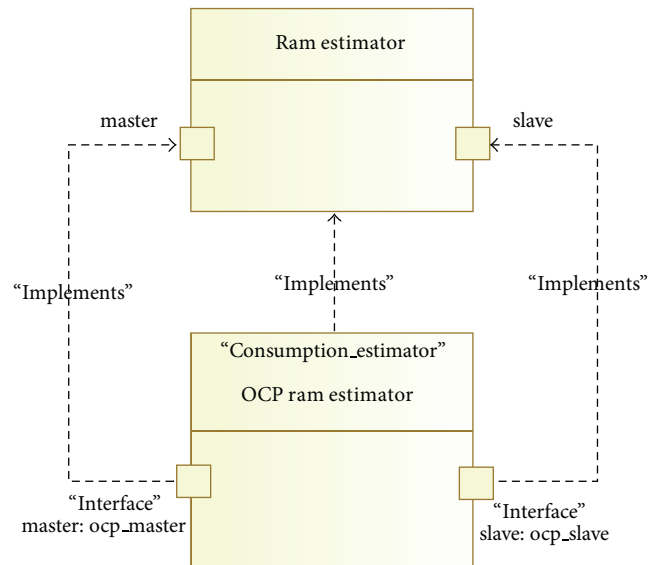 Ram estimator
master
slave
“Implements”
“Implements”
“Implements”
“Consumption_estimator”
OCP ram estimator
“Interface”
master: ocp_master
“Interface”
slave: ocp_slave